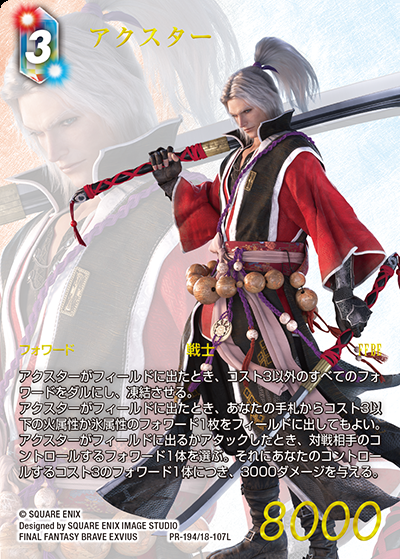 3
アクスター
フォワード 戦士 FFBE
アクスターがフィールドに出たとき、コスト3以外のすべてのフォ
ワードをダルにし、凍結させる。
アクスターがフィールドに出たとき、あなたの手札からコスト3以
下の火属性か氷属性のフォワード1枚をフィールドに出してもよい。
アクスターがフィールドに出るかアタックしたとき、対戦相手のコ
ントロールするフォワード1体を選ぶ。それにあなたのコントロー
ルするコスト3のフォワード1体につき、3000ダメージを与える。
© SQUARE ENIX
Designed by SQUARE ENIX IMAGE STUDIO
FINAL FANTASY BRAVE EXVIUS PR-194/18-107L
8000